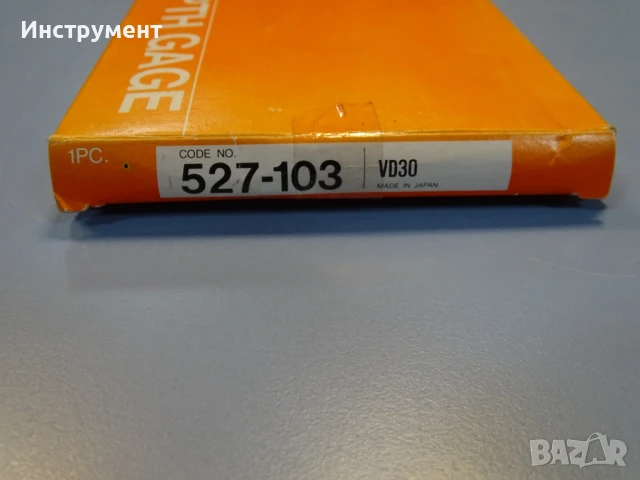 Инструмент
PTH GAGE
1PC.
CODE NO.
527-103
VD30
MADE IN JAPAN
BAZAR